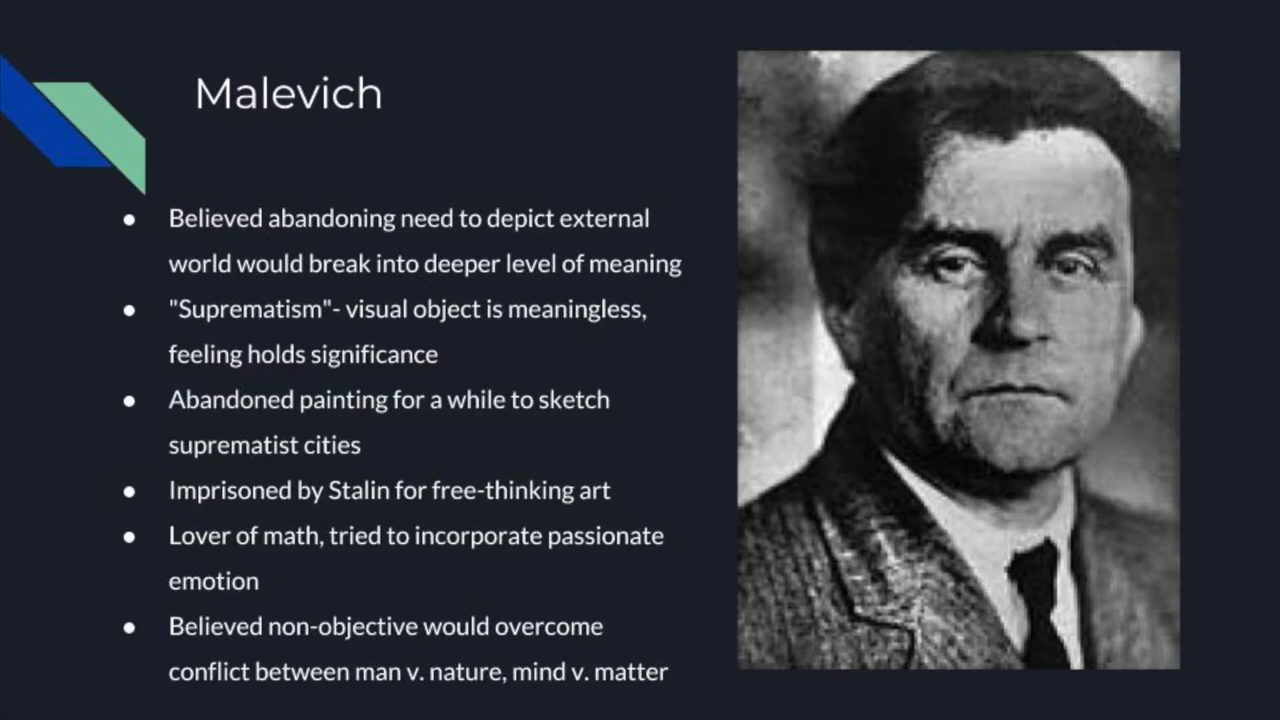 Malevich
● Believed abandoning need to depict external
world would break into deeper level of meaning
● "Suprematism"- visual object is meaningless,
feeling holds significance
● Abandoned painting for a while to sketch
suprematist cities
● Imprisoned by Stalin for free-thinking art
● Lover of math, tried to incorporate passionate
emotion
● Believed non-objective would overcome
conflict between man v. nature, mind v. matter